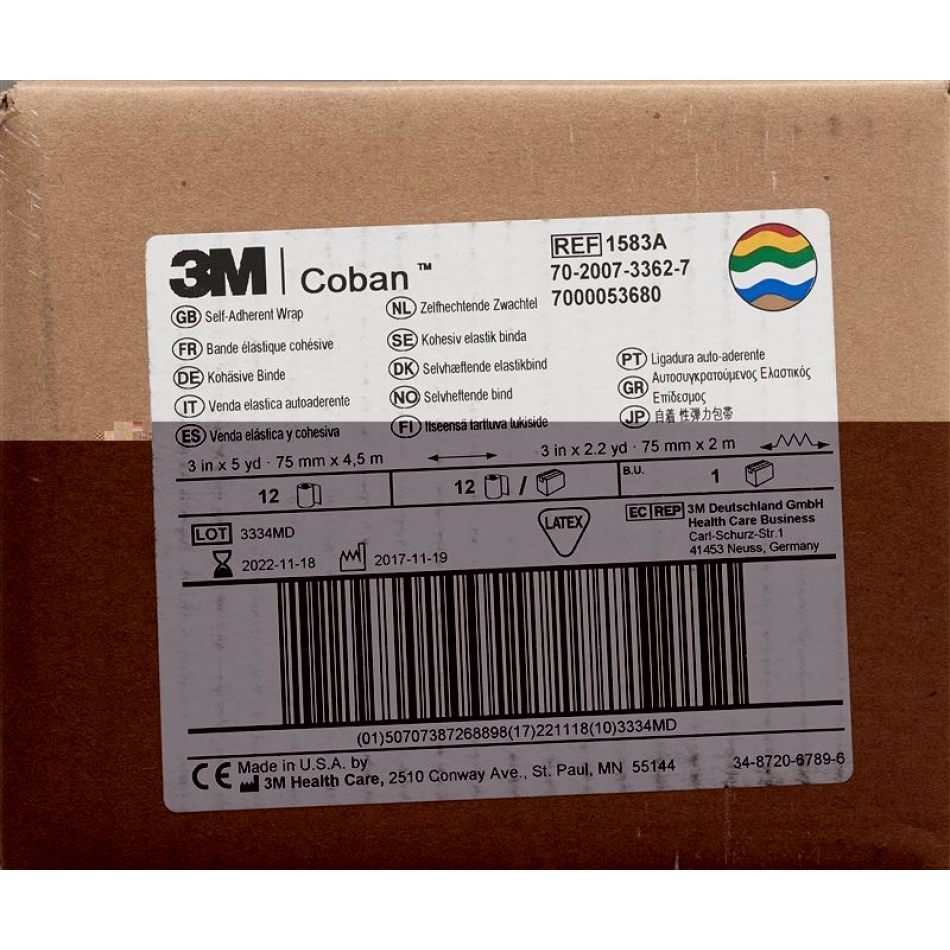 3M Coban ™
REF 1583A
70-2007-3362-7
7000053680
GB Self-Adherent Wrap
FR Bande élastique cohésive
DE Kohäsive Binde
IT Venda elastica autoaderente
ES Venda elástica y cohesiva
NL Zelfhechtende Zwachtel
SE Kohesiv elastik binda
DK Selvhæftende elastikbind
NO Selvheftende bind
FI Itseensä tarttuva tukiside
PT Ligadura auto-aderente
GR Αυτοσυγκρατούμενος Ελαστικός
Επίδεσμος
JP 自着性弾力包帯
3 in x 5 yd · 75 mm x 4,5 m
3 in x 2.2 yd · 75 mm x 2 m
12
12 /
B.U. 1
LOT 3334MD
2022-11-18
2017-11-19
LATEX
EC REP 3M Deutschland GmbH
Health Care Business
Carl-Schurz-Str.1
41453 Neuss, Germany
(01)50707387268898(17)221118(10)3334MD
CE Made in U.S.A. by
3M Health Care, 2510 Conway Ave., St. Paul, MN 55144
34-8720-6789-6